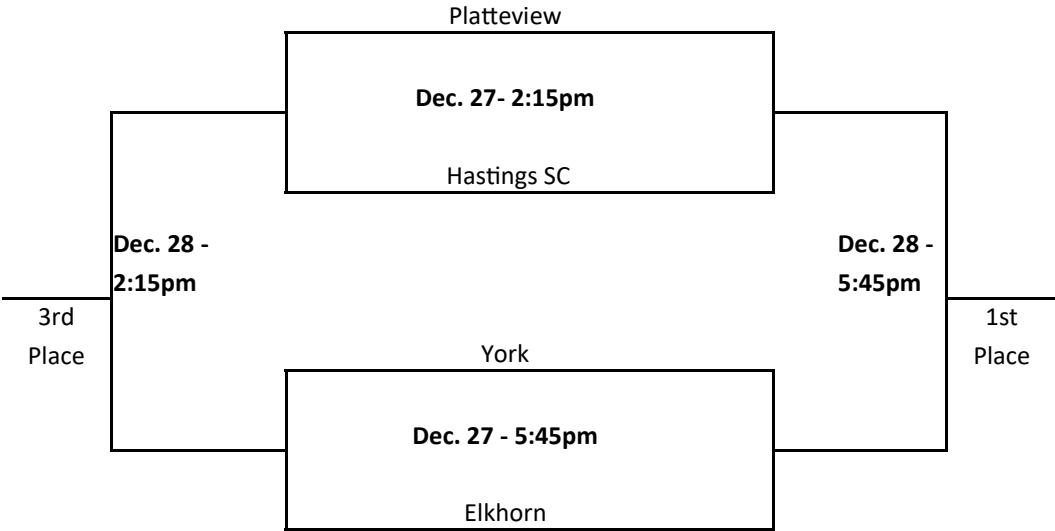 Platteview
Dec. 27- 2:15pm
Hastings SC
Dec. 28 -
2:15pm
Dec. 28 -
5:45pm
3rd
Place
1st
Place
York
Dec. 27 - 5:45pm
Elkhorn